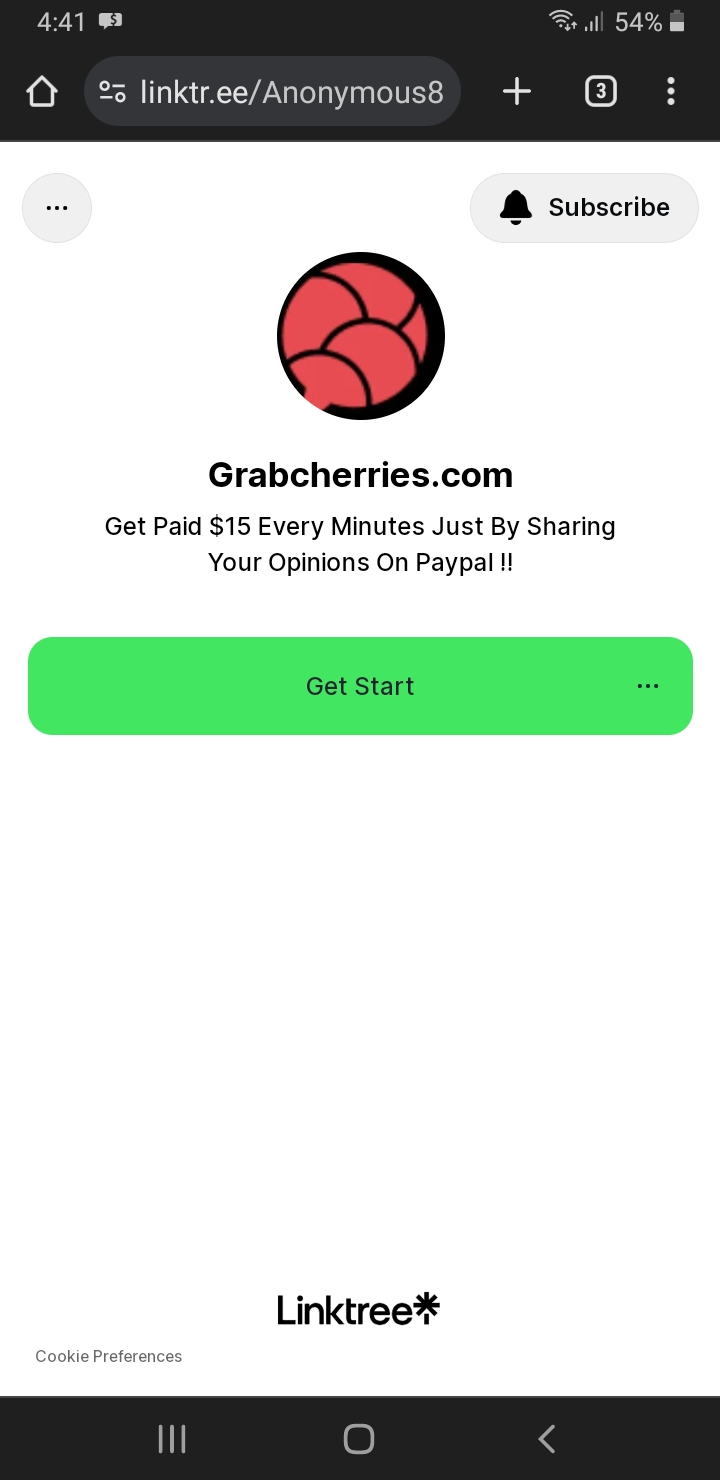 4:41
54%
linktr.ee/Anonymous8
3
Subscribe
Grabcherries.com
Get Paid $15 Every Minutes Just By Sharing
Your Opinions On Paypal !!
Get Start
Linktree
Cookie Preferences